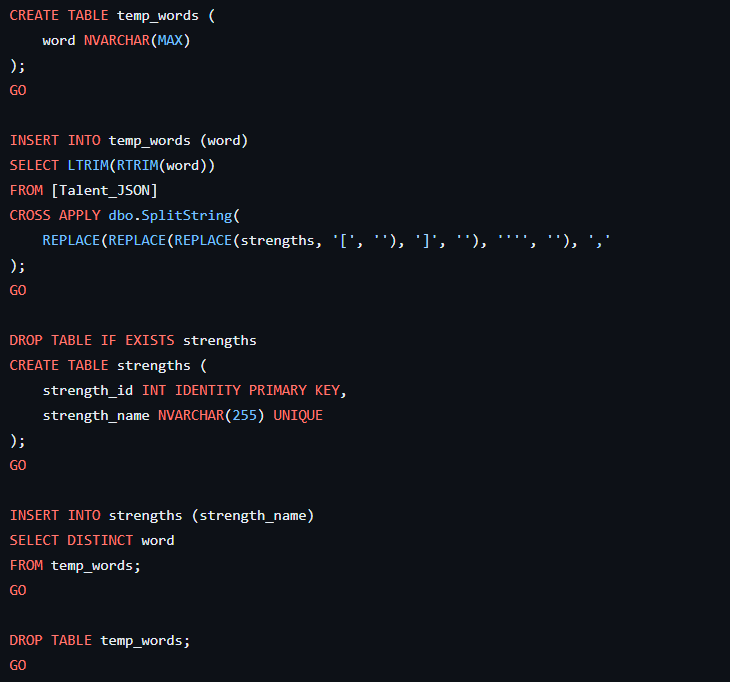 CREATE TABLE temp_words (
    word NVARCHAR(MAX)
);
GO

INSERT INTO temp_words (word)
SELECT LTRIM(RTRIM(word))
FROM [Talent_JSON]
CROSS APPLY dbo.SplitString(
    REPLACE(REPLACE(REPLACE(strengths, '[', ''), ']', ''), '''', ''), ','
);
GO

DROP TABLE IF EXISTS strengths
CREATE TABLE strengths (
    strength_id INT IDENTITY PRIMARY KEY,
    strength_name NVARCHAR(255) UNIQUE
);
GO

INSERT INTO strengths (strength_name)
SELECT DISTINCT word
FROM temp_words;
GO

DROP TABLE temp_words;
GO